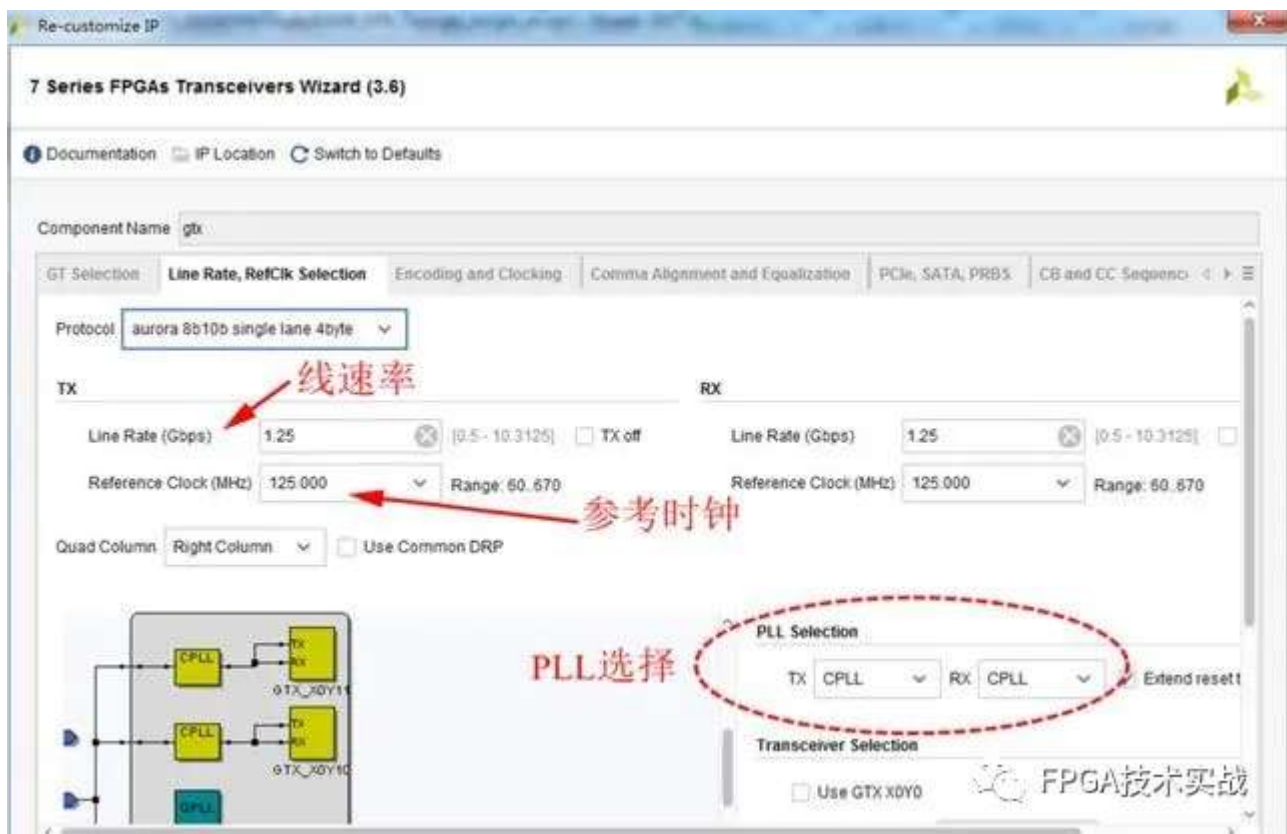 Re-customize IP
7 Series FPGAs Transceivers Wizard (3.6)
Documentation IP Location Switch to Defaults
Component Name gtx
GT Selection Line Rate, RefClk Selection Encoding and Clocking Comma Alignment and Equalization PCIe, SATA, PRBS CB and CC Sequenc
Protocol aurora 8b10b single lane 4byte
线速率
TX RX
Line Rate (Gbps) 1.25 [0.5 - 10.3125] TX off Line Rate (Gbps) 1.25 [0.5 - 10.3125]
Reference Clock (MHz) 125.000 Range: 60..670 Reference Clock (MHz) 125.000 Range: 60..670
参考时钟
Quad Column Right Column Use Common DRP
PLL Selection
PLL选择
TX CPLL RX CPLL Extend reset t
CPLL TX RX
GTX_X0Y11
CPLL TX RX
GTX_X0Y10
Transceiver Selection
Use GTX X0Y0
FPGA技术实战
CPLL